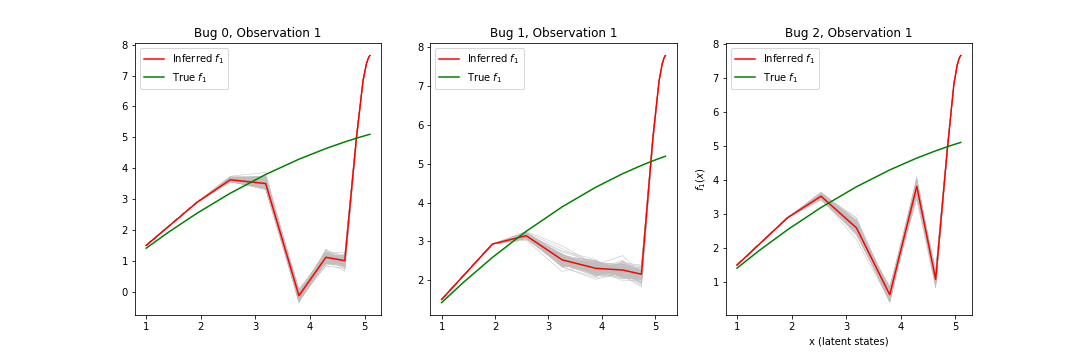 Bug 0, Observation 1
Inferred f₁
True f₁
8
7
6
5
4
3
2
1
0
1 2 3 4 5
Bug 1, Observation 1
Inferred f₁
True f₁
8
7
6
5
4
3
2
1 2 3 4 5
Bug 2, Observation 1
Inferred f₁
True f₁
f₁(x)
8
7
6
5
4
3
2
1
1 2 3 4 5
x (latent states)